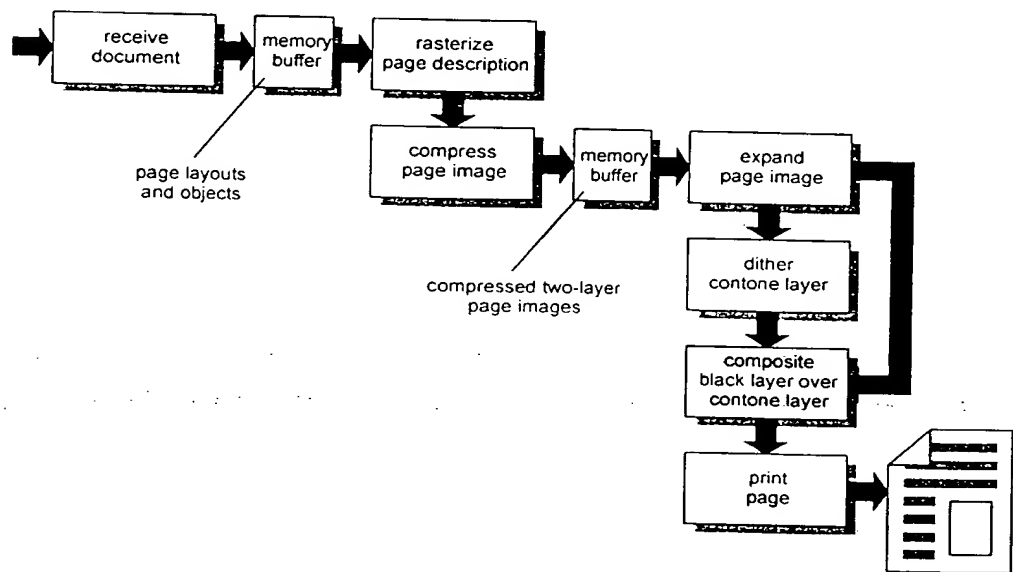 receive
document
memory
buffer
rasterize
page description
page layouts
and objects
compress
page image
memory
buffer
expand
page image
compressed two-layer
page images
dither
contone layer
composite
black layer over
contone layer
print
page